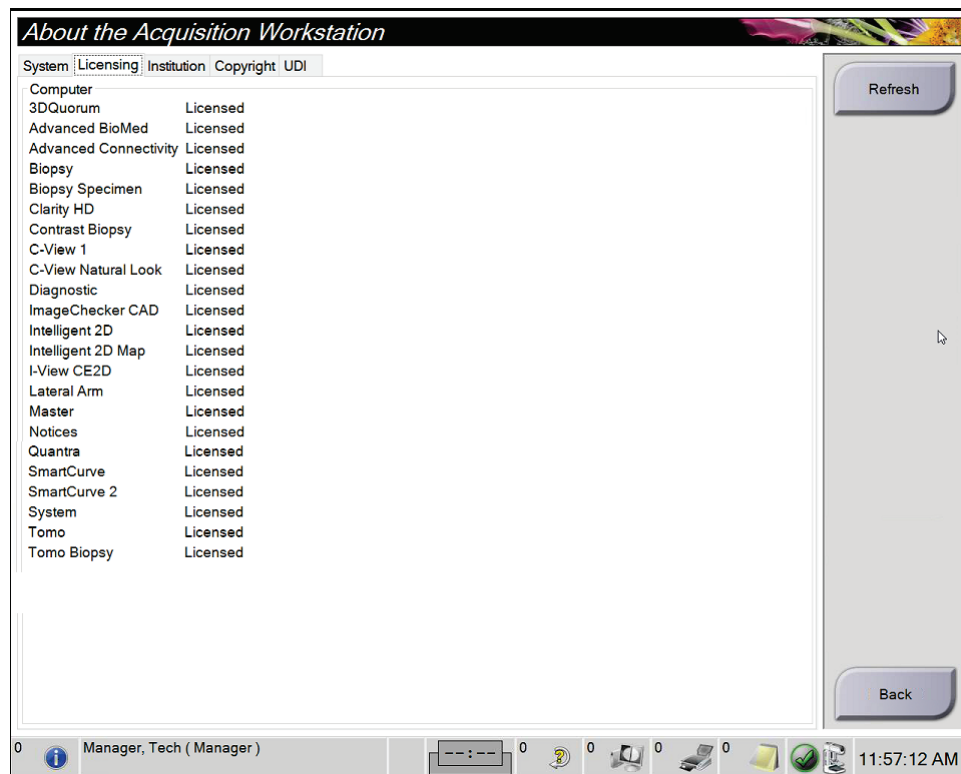 About the Acquisition Workstation
System Licensing Institution Copyright UDI
Refresh
Computer
3DQuorum Licensed
Advanced BioMed Licensed
Advanced Connectivity Licensed
Biopsy Licensed
Biopsy Specimen Licensed
Clarity HD Licensed
Contrast Biopsy Licensed
C-View 1 Licensed
C-View Natural Look Licensed
Diagnostic Licensed
ImageChecker CAD Licensed
Intelligent 2D Licensed
Intelligent 2D Map Licensed
I-View CE2D Licensed
Lateral Arm Licensed
Master Licensed
Notices Licensed
Quantra Licensed
SmartCurve Licensed
SmartCurve 2 Licensed
System Licensed
Tomo Licensed
Tomo Biopsy Licensed
Back
0 Manager, Tech ( Manager ) --:-- 0 0 0 0 11:57:12 AM